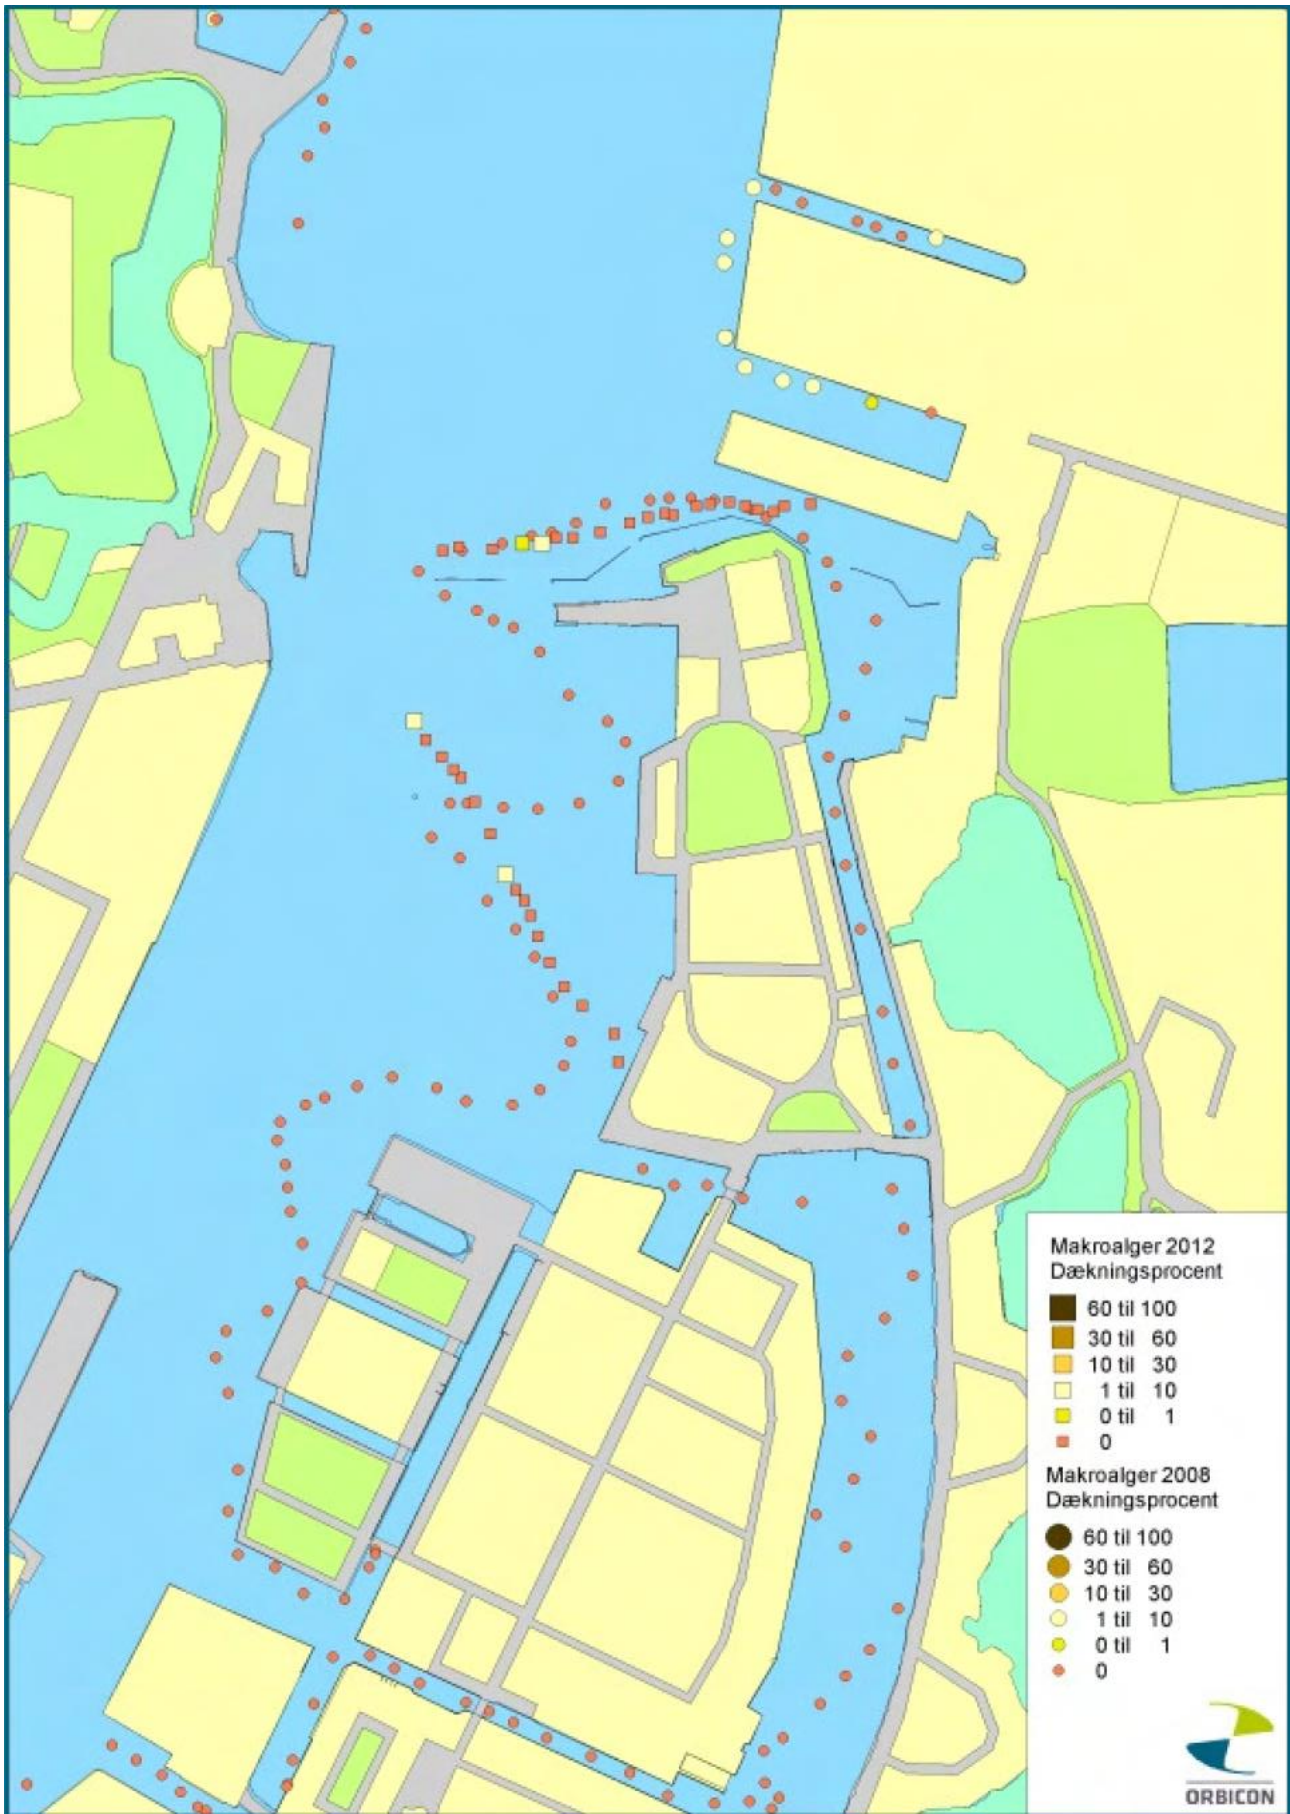 Makroalger 2012
Dækningsprocent
60 til 100
30 til 60
10 til 30
1 til 10
0 til 1
0
Makroalger 2008
Dækningsprocent
60 til 100
30 til 60
10 til 30
1 til 10
0 til 1
0
ORBICON